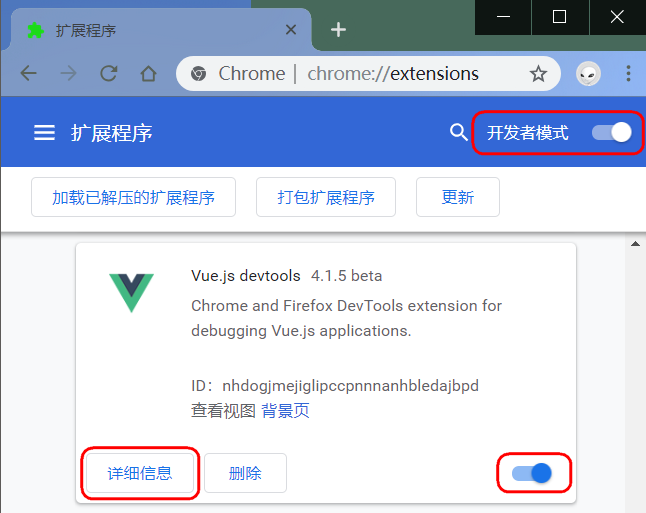 扩展程序
Chrome | chrome://extensions
扩展程序 开发者模式
加载已解压的扩展程序 打包扩展程序 更新
Vue.js devtools 4.1.5 beta
Chrome and Firefox DevTools extension for
debugging Vue.js applications.
ID：nhdogjmejiglipccpnnnanhbledajbpd
查看视图 背景页
详细信息 删除